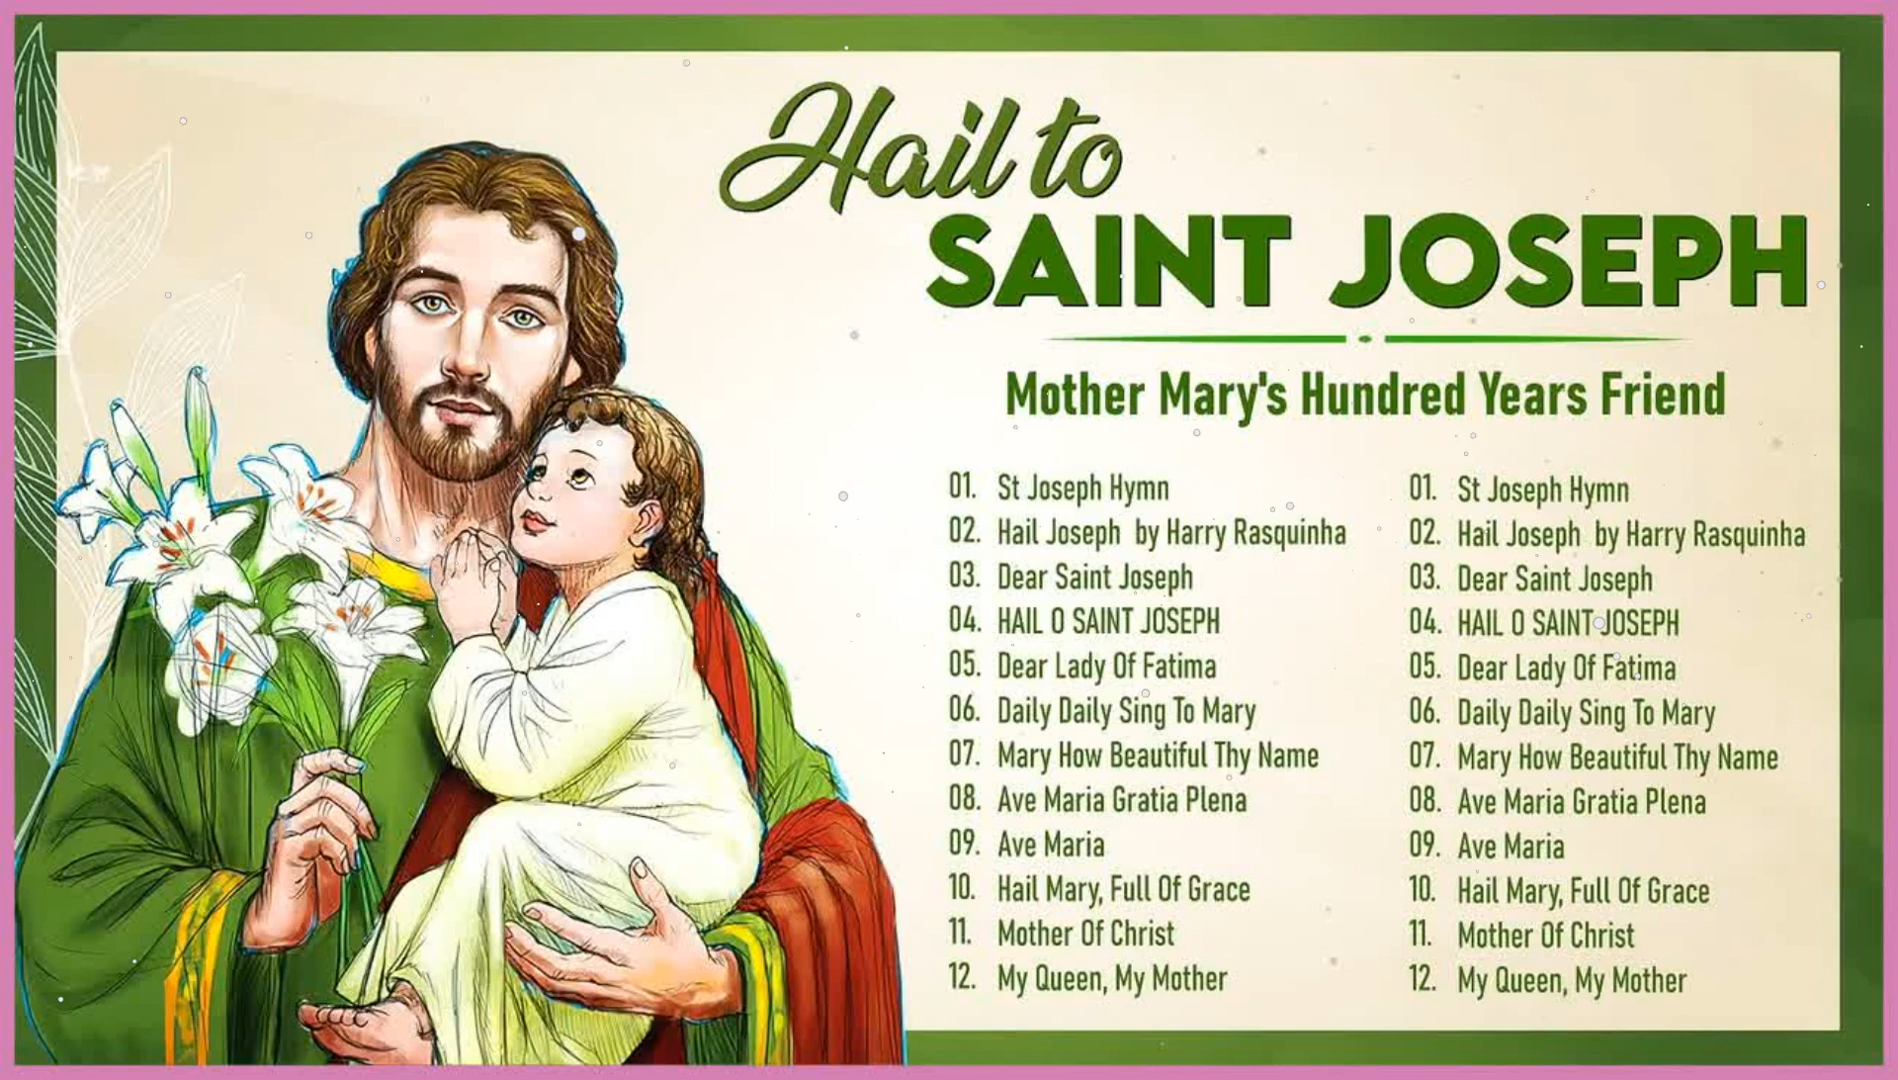 Hail to
SAINT JOSEPH
Mother Mary's Hundred Years Friend
01. St Joseph Hymn
02. Hail Joseph by Harry Rasquinha
03. Dear Saint Joseph
04. HAIL O SAINT JOSEPH
05. Dear Lady Of Fatima
06. Daily Daily Sing To Mary
07. Mary How Beautiful Thy Name
08. Ave Maria Gratia Plena
09. Ave Maria
10. Hail Mary, Full Of Grace
11. Mother Of Christ
12. My Queen, My Mother
01. St Joseph Hymn
02. Hail Joseph by Harry Rasquinha
03. Dear Saint Joseph
04. HAIL O SAINT JOSEPH
05. Dear Lady Of Fatima
06. Daily Daily Sing To Mary
07. Mary How Beautiful Thy Name
08. Ave Maria Gratia Plena
09. Ave Maria
10. Hail Mary, Full Of Grace
11. Mother Of Christ
12. My Queen, My Mother